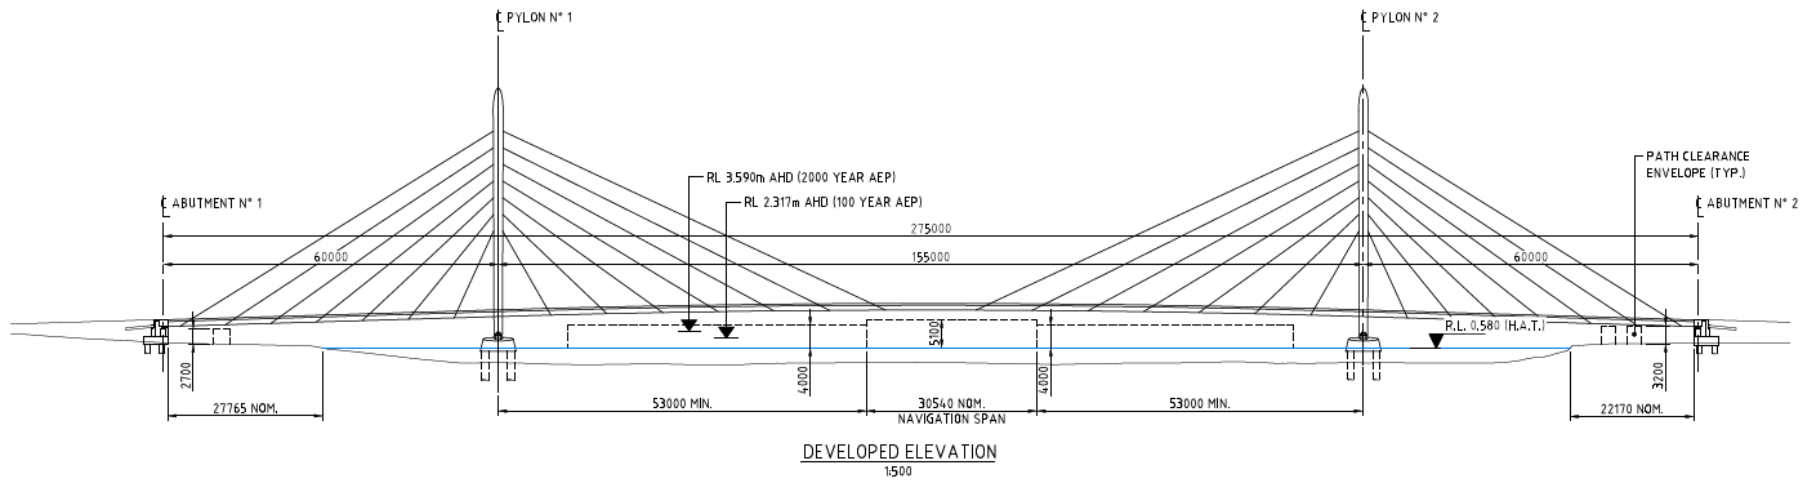 ℄ PYLON N° 1
℄ PYLON N° 2
RL 3.590m AHD (2000 YEAR AEP)
RL 2.317m AHD (100 YEAR AEP)
PATH CLEARANCE
ENVELOPE (TYP.)
℄ ABUTMENT N° 1
℄ ABUTMENT N° 2
275000
60000
155000
60000
R.L. 0.580 (H.A.T.)
5100
2700
4000
4000
3200
27765 NOM.
53000 MIN.
30540 NOM.
NAVIGATION SPAN
53000 MIN.
22170 NOM.
DEVELOPED ELEVATION
1:500